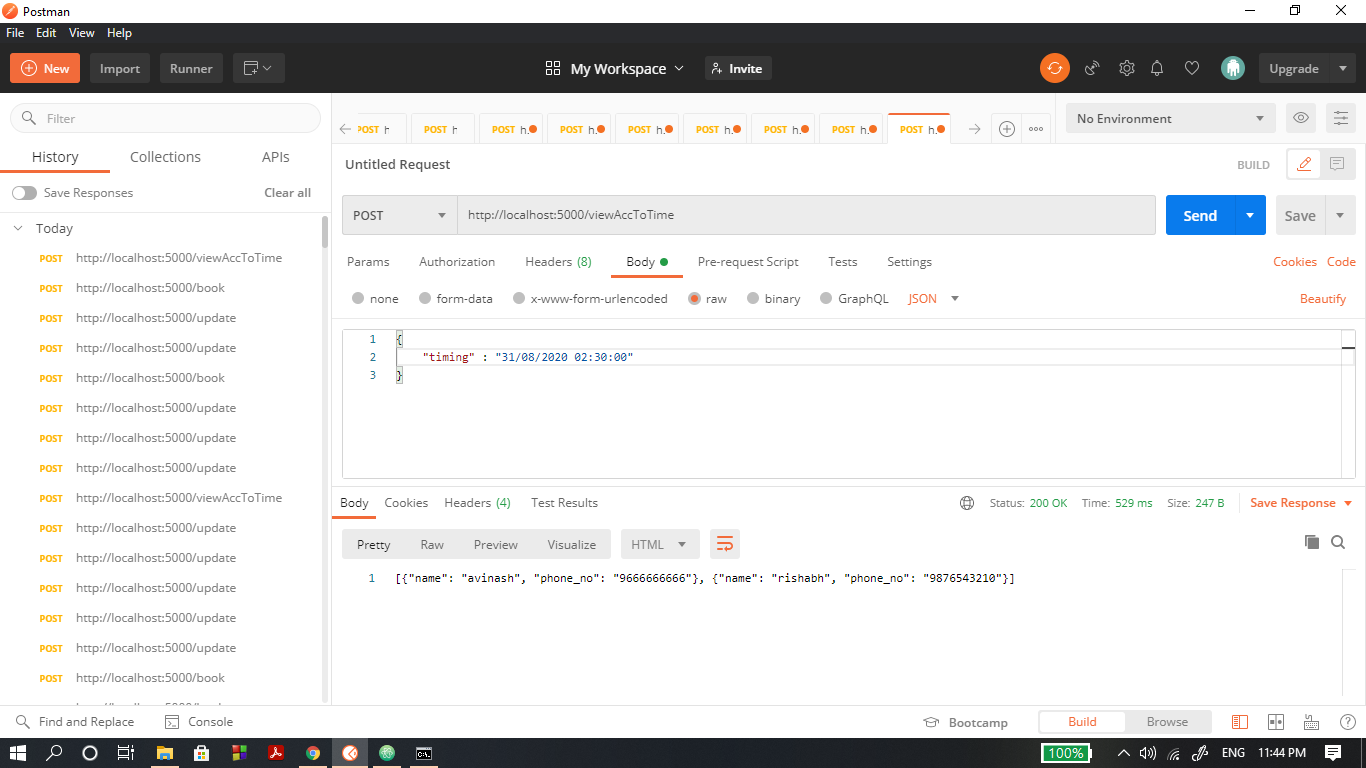 Postman
File Edit View Help
New Import Runner My Workspace Invite Upgrade
Filter
History Collections APIs
Save Responses Clear all
Today
POST http://localhost:5000/viewAccToTime
POST http://localhost:5000/book
POST http://localhost:5000/update
POST http://localhost:5000/update
POST http://localhost:5000/book
POST http://localhost:5000/update
POST http://localhost:5000/update
POST http://localhost:5000/update
POST http://localhost:5000/viewAccToTime
POST http://localhost:5000/update
POST http://localhost:5000/update
POST http://localhost:5000/update
POST http://localhost:5000/update
POST http://localhost:5000/update
POST http://localhost:5000/book
POST h POST h POST h. POST h. POST h. POST h. POST h. POST h. POST h. No Environment
Untitled Request BUILD
POST http://localhost:5000/viewAccToTime Send Save
Params Authorization Headers (8) Body Pre-request Script Tests Settings Cookies Code
none form-data x-www-form-urlencoded raw binary GraphQL JSON Beautify
1 {
2 "timing" : "31/08/2020 02:30:00"
3 }
Body Cookies Headers (4) Test Results Status: 200 OK Time: 529 ms Size: 247 B Save Response
Pretty Raw Preview Visualize HTML
1 [{"name": "avinash", "phone_no": "9666666666"}, {"name": "rishabh", "phone_no": "9876543210"}]
Find and Replace Console Bootcamp Build Browse
100% ENG 11:44 PM